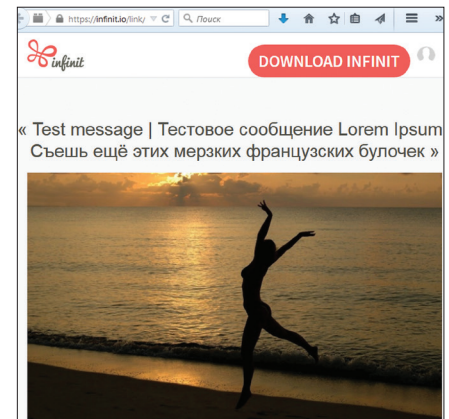 https://infinit.io/link/
Поиск
infinit
DOWNLOAD INFINIT
« Test message | Тестовое сообщение Lorem Ipsum
Съешь ещё этих мерзких французских булочек »